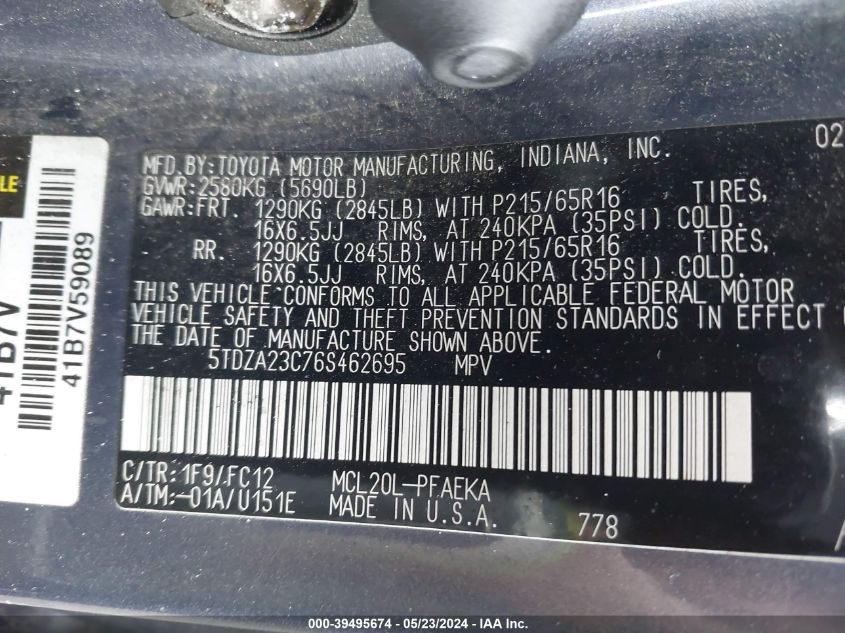 MFD.BY:TOYOTA MOTOR MANUFACTURING, INDIANA, INC. 02
GVWR:2580KG (5690LB)
GAWR:FRT. 1290KG (2845LB) WITH P215/65R16 TIRES,
16X6.5JJ RIMS, AT 240KPA (35PSI) COLD.
RR. 1290KG (2845LB) WITH P215/65R16 TIRES,
16X6.5JJ RIMS, AT 240KPA (35PSI) COLD.
THIS VEHICLE CONFORMS TO ALL APPLICABLE FEDERAL MOTOR
VEHICLE SAFETY AND THEFT PREVENTION STANDARDS IN EFFECT
THE DATE OF MANUFACTURE SHOWN ABOVE.
5TDZA23C76S462695 MPV
C/TR:1F9/FC12 MCL20L-PFAEKA
A/TM:-01A/U151E MADE IN U.S.A. 778
41B7V
41B7V59089
©2024 - 39495674 / 05/23/2024 - IAA Inc.